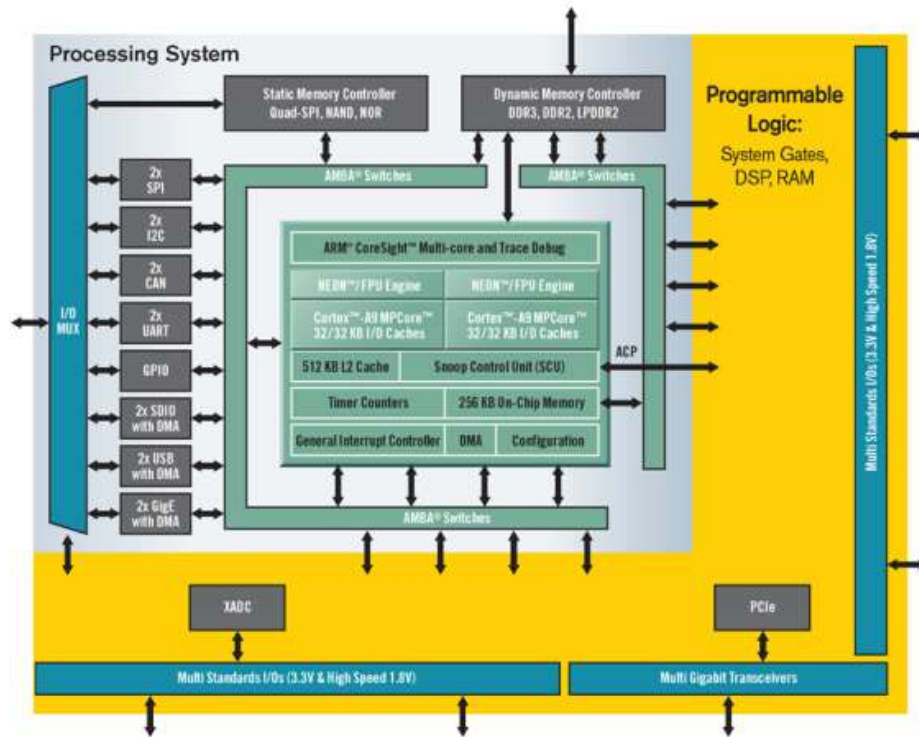 Processing System
Static Memory Controller
Quad-SPI, NAND, NOR
Dynamic Memory Controller
DDR3, DDR2, LPDDR2
Programmable
Logic:
System Gates,
DSP, RAM
AMBA® Switches
AMBA® Switches
2x
SPI
2x
I2C
2x
CAN
2x
UART
GPIO
2x SDIO
with DMA
2x USB
with DMA
2x GigE
with DMA
I/O
MUX
ARM® CoreSight™ Multi-core and Trace Debug
NEON™/FPU Engine
NEON™/FPU Engine
Cortex™-A9 MPCore™
32/32 KB I/D Caches
Cortex™-A9 MPCore™
32/32 KB I/D Caches
512 KB L2 Cache
Snoop Control Unit (SCU)
ACP
Timer Counters
256 KB On-Chip Memory
General Interrupt Controller
DMA
Configuration
AMBA® Switches
Multi Standards I/Os (3.3V & High Speed 1.8V)
XADC
PCIe
Multi Standards I/Os (3.3V & High Speed 1.8V)
Multi Gigabit Transceivers